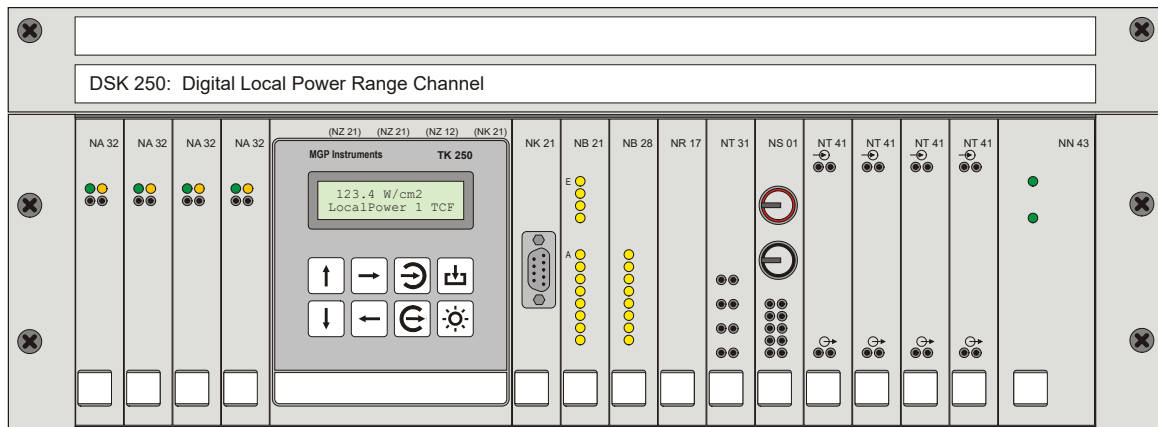 DSK 250: Digital Local Power Range Channel
NA 32
NA 32
NA 32
NA 32
(NZ 21) (NZ 21) (NZ 12) (NK 21)
MGP Instruments TK 250
123.4 W/cm2
LocalPower 1 TCF
NK 21
NB 21
E
A
NB 28
NR 17
NT 31
NS 01
NT 41
NT 41
NT 41
NT 41
NN 43